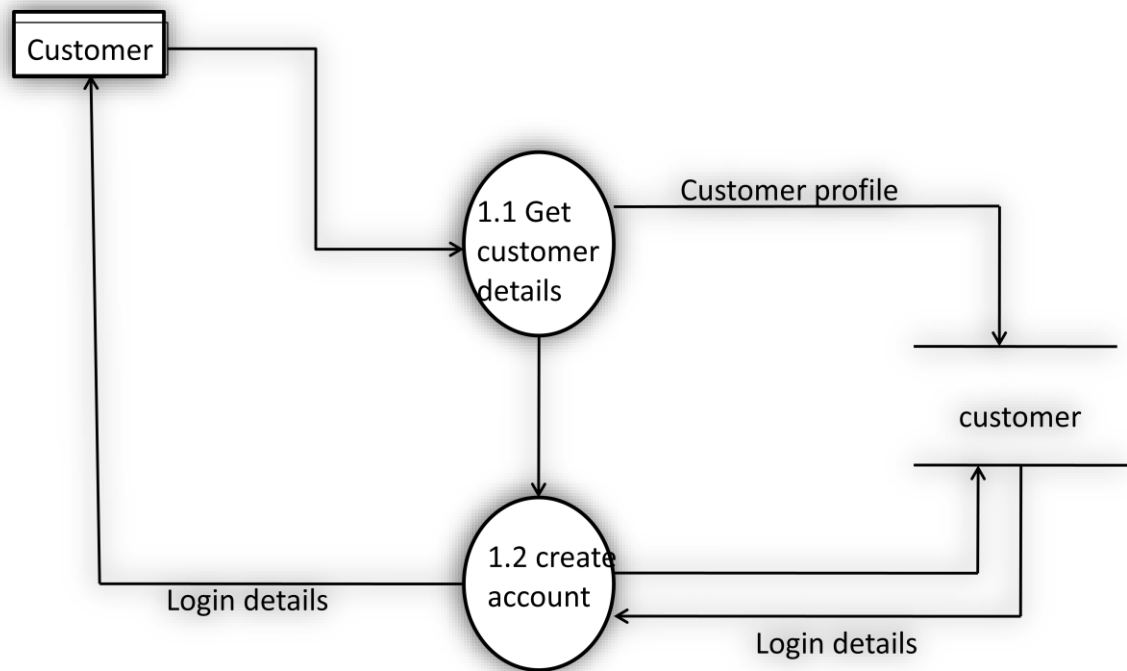 Customer
Customer profile
1.1 Get
customer
details
customer
1.2 create
account
Login details
Login details